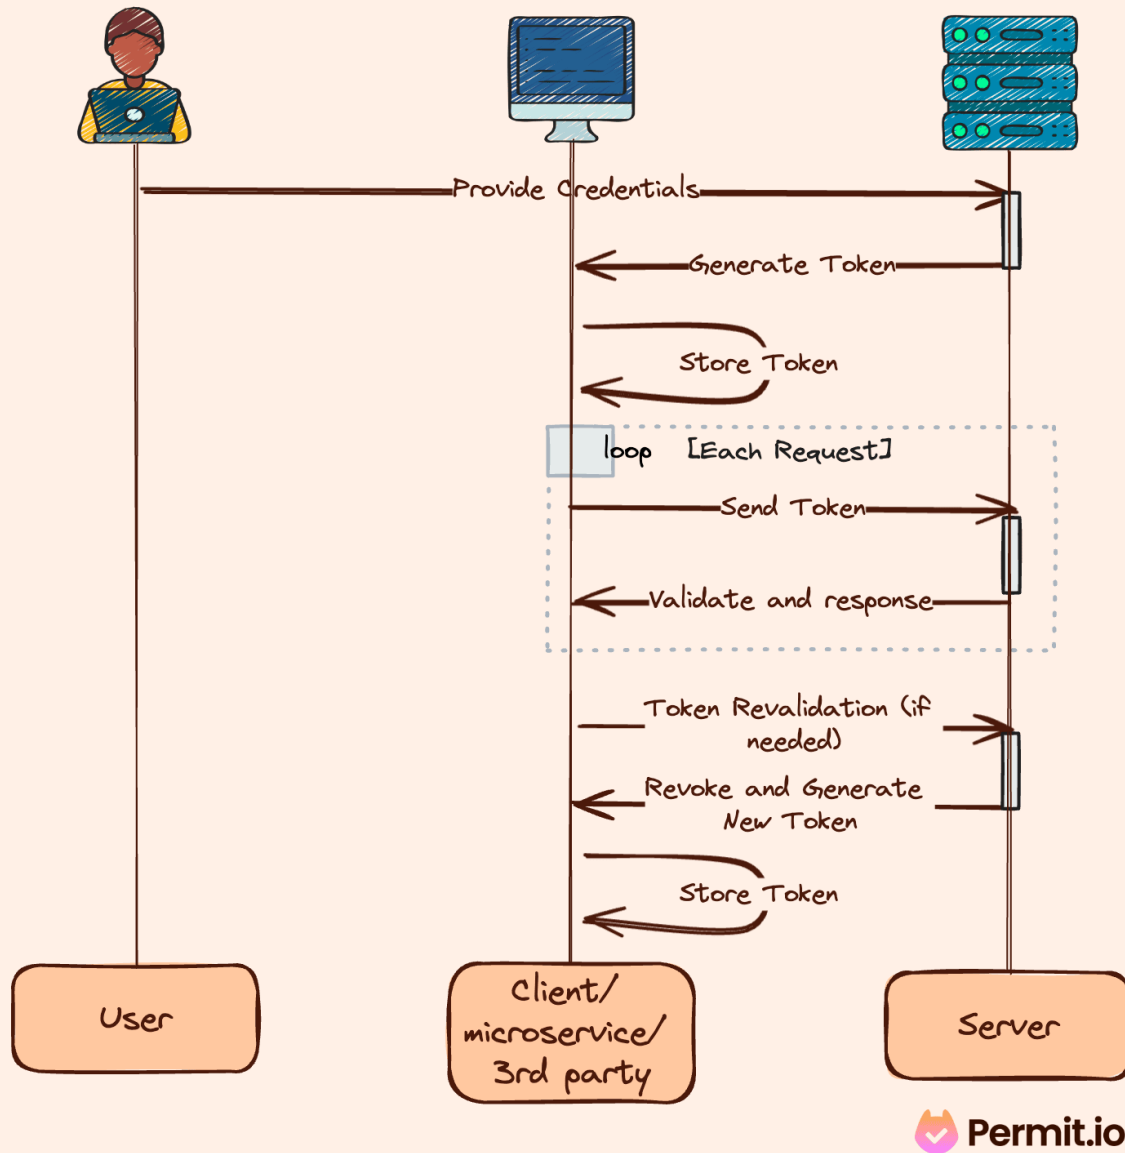 Provide Credentials
Generate Token
Store Token
loop [Each Request]
Send Token
Validate and response
Token Revalidation (if
needed)
Revoke and Generate
New Token
Store Token
User
Client/
microservice/
3rd party
Server
Permit.io